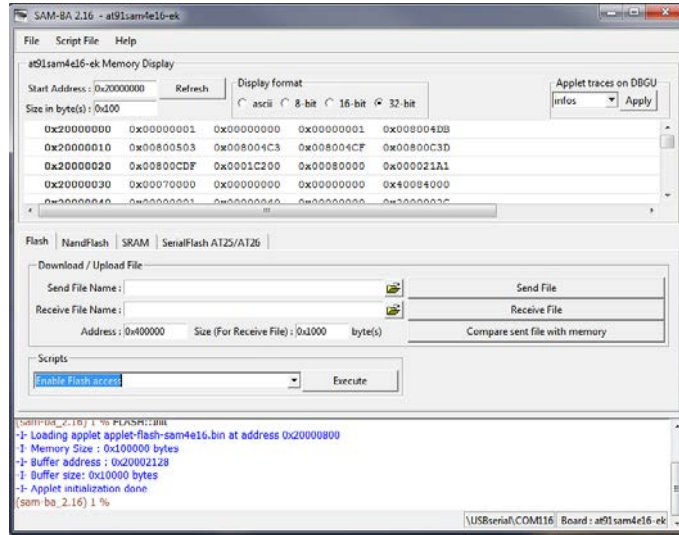 SAM-BA 2.16 - at91sam4e16-ek
File Script File Help
at91sam4e16-ek Memory Display
Start Address : 0x20000000 Refresh
Size in byte(s) : 0x100
Display format
ascii 8-bit 16-bit 32-bit
Applet traces on DBGU
infos Apply
0x20000000 0x00000001 0x00000000 0x00000001 0x008004DB
0x20000010 0x00800503 0x008004C3 0x008004CF 0x00800C3D
0x20000020 0x00800CDF 0x0001C200 0x00080000 0x000021A1
0x20000030 0x00070000 0x00000000 0x00000000 0x40084000
Flash NandFlash SRAM SerialFlash AT25/AT26
Download / Upload File
Send File Name : Send File
Receive File Name : Receive File
Address : 0x400000 Size (For Receive File) : 0x1000 byte(s) Compare sent file with memory
Scripts
Enable Flash access Execute
(sam-ba_2.16) 1 % FLASH::Init
-I- Loading applet applet-flash-sam4e16.bin at address 0x20000800
-I- Memory Size : 0x100000 bytes
-I- Buffer address : 0x20002128
-I- Buffer size: 0x10000 bytes
-I- Applet initialization done
(sam-ba_2.16) 1 %
\USBserial\COM116 Board : at91sam4e16-ek